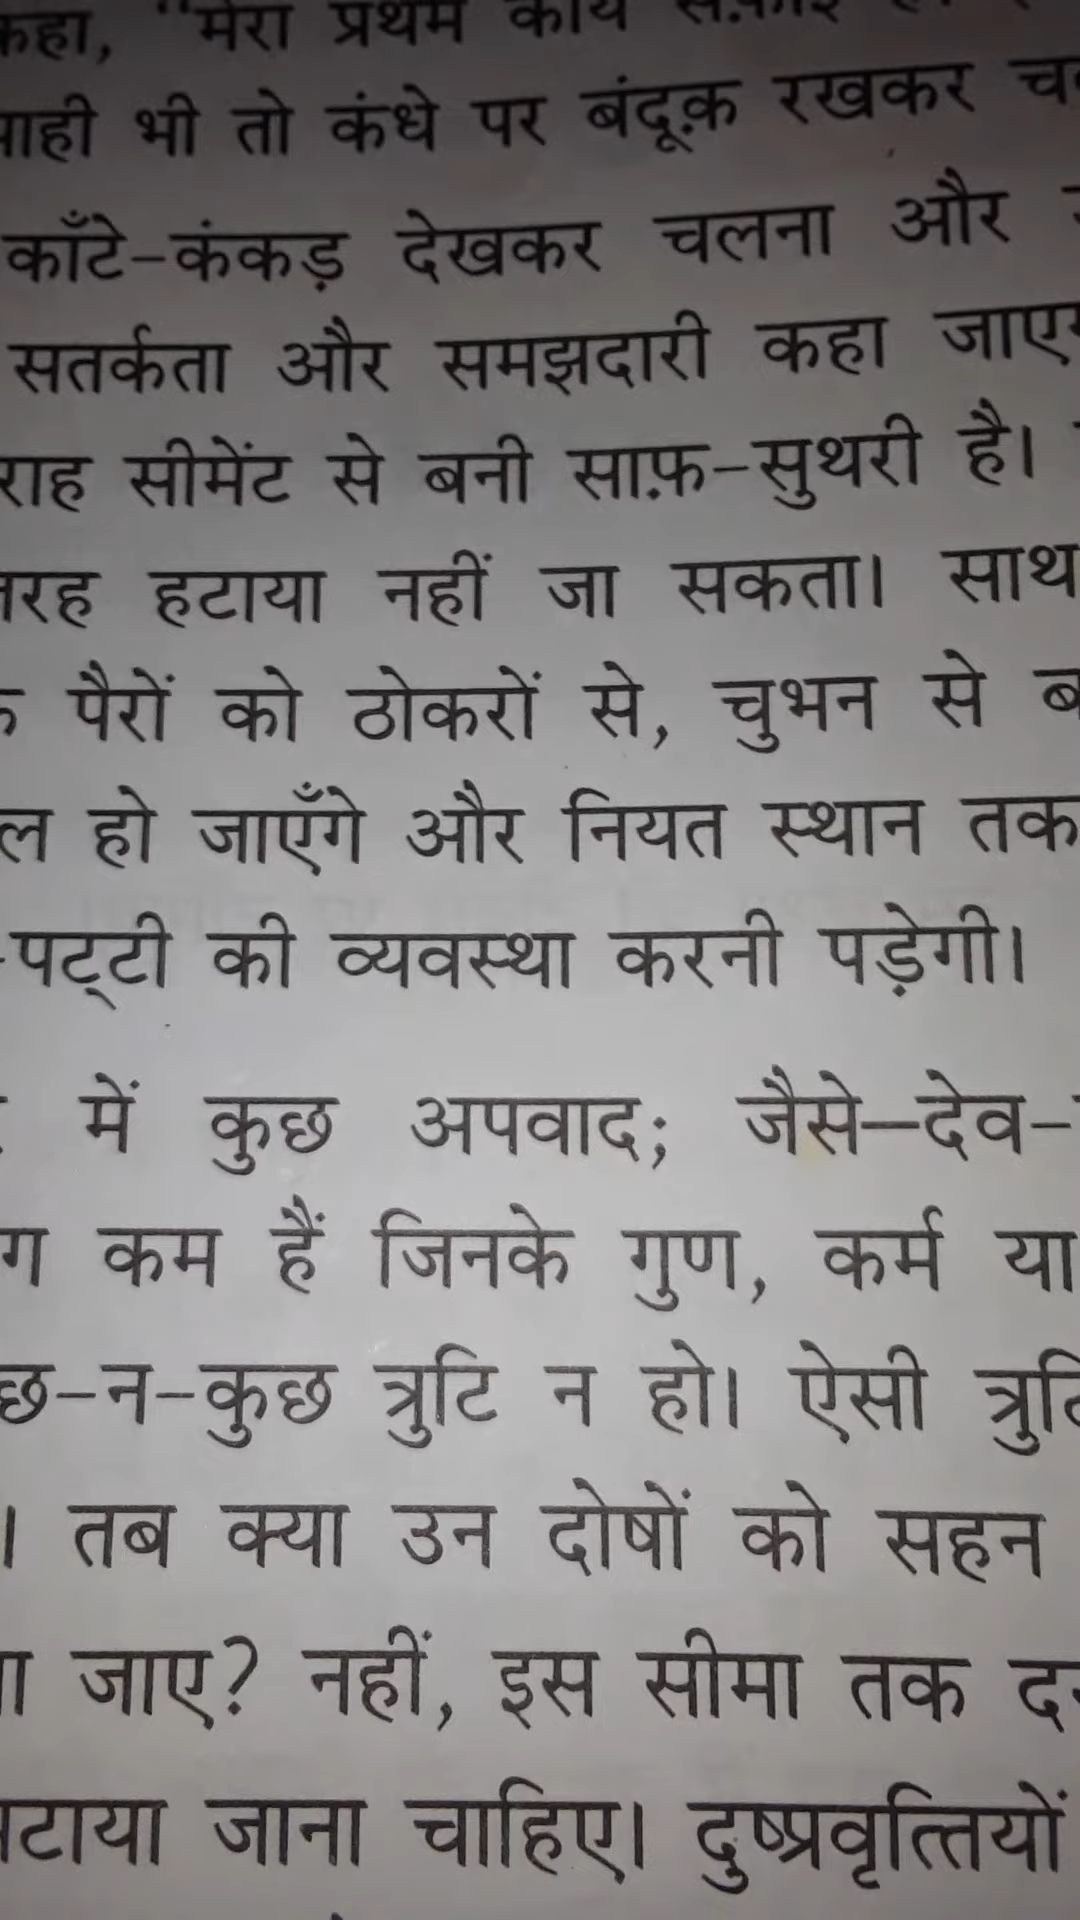 कहा, "मेरा प्रथम कार्य
भी तो कंधे पर बंदूक़ रखकर
काँटे-कंकड़ देखकर चलना और
सतर्कता और समझदारी कहा
राह सीमेंट से बनी साफ़-सुथरी है।
हटाया नहीं जा सकता। साथ
पैरों को ठोकरों से, चुभन से
हो जाएँगे और नियत स्थान तक
-पट्टी की व्यवस्था करनी पड़ेगी।
में कुछ अपवाद; जैसे—देव-
कम हैं जिनके गुण, कर्म या
-न-कुछ त्रुटि न हो। ऐसी
। तब क्या उन दोषों को सहन
जाए? नहीं, इस सीमा तक
जाना चाहिए। दुष्प्रवृत्तियों